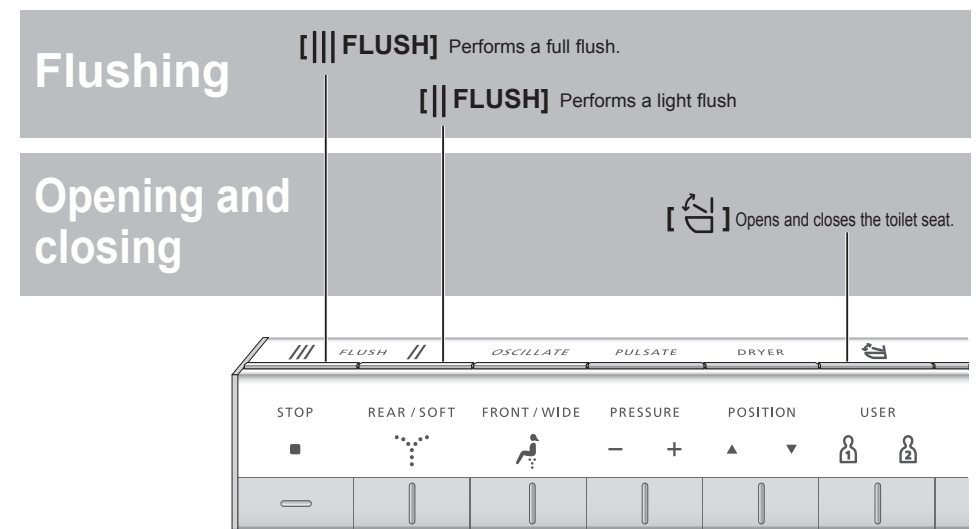 Flushing
[||| FLUSH] Performs a full flush.
[|| FLUSH] Performs a light flush
Opening and
closing
[ ] Opens and closes the toilet seat.
/// FLUSH // OSCILLATE PULSATE DRYER
STOP REAR / SOFT FRONT / WIDE PRESSURE POSITION USER
− + ▲ ▼ 1 2